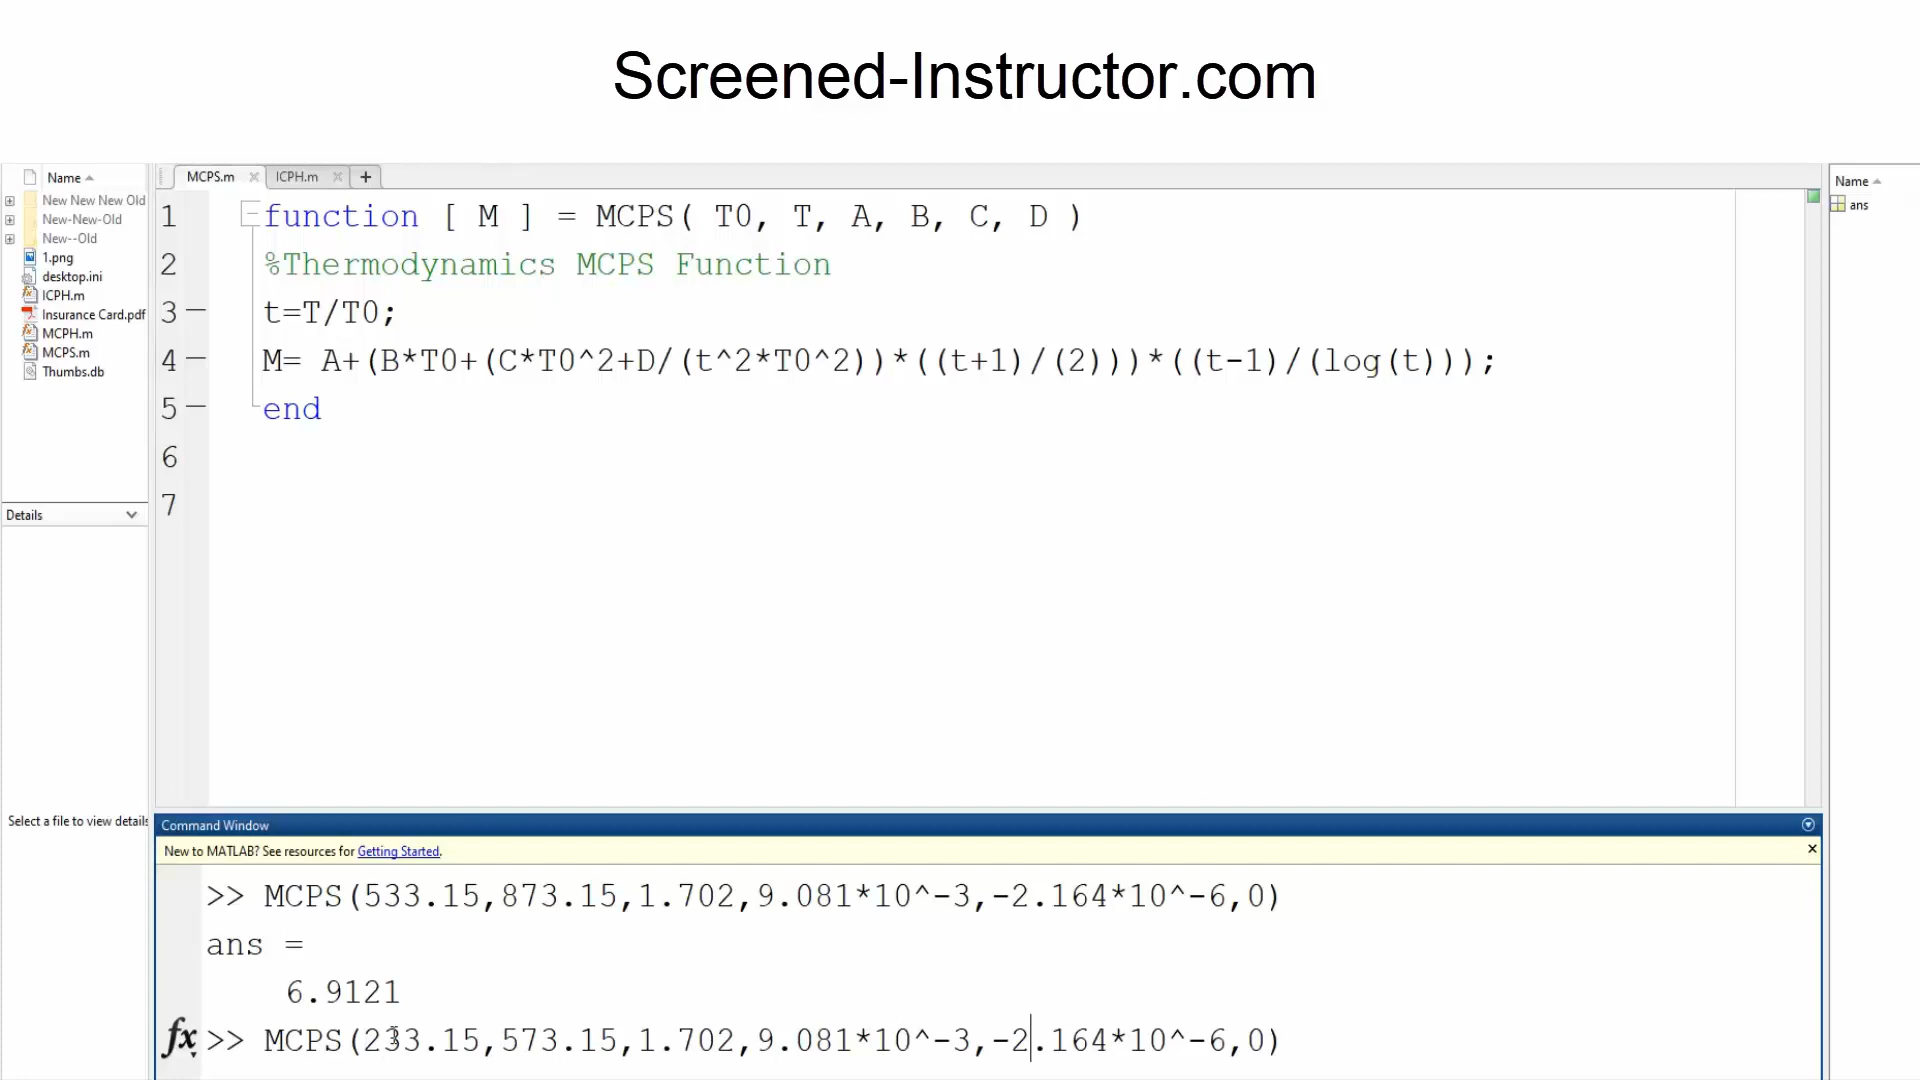 Screened-Instructor.com
Name
New New New Old
New-New-Old
New--Old
1.png
desktop.ini
ICPH.m
Insurance Card.pdf
MCPH.m
MCPS.m
Thumbs.db
Details
Select a file to view details
MCPS.m ICPH.m +
1 function [ M ] = MCPS( T0, T, A, B, C, D )
2 %Thermodynamics MCPS Function
3 t=T/T0;
4 M= A+(B*T0+(C*T0^2+D/(t^2*T0^2))*((t+1)/(2)))*((t-1)/(log(t)));
5 end
6
7
Command Window
New to MATLAB? See resources for Getting Started.
>> MCPS(533.15,873.15,1.702,9.081*10^-3,-2.164*10^-6,0)
ans =
6.9121
fx >> MCPS(233.15,573.15,1.702,9.081*10^-3,-2.164*10^-6,0)
Name
ans